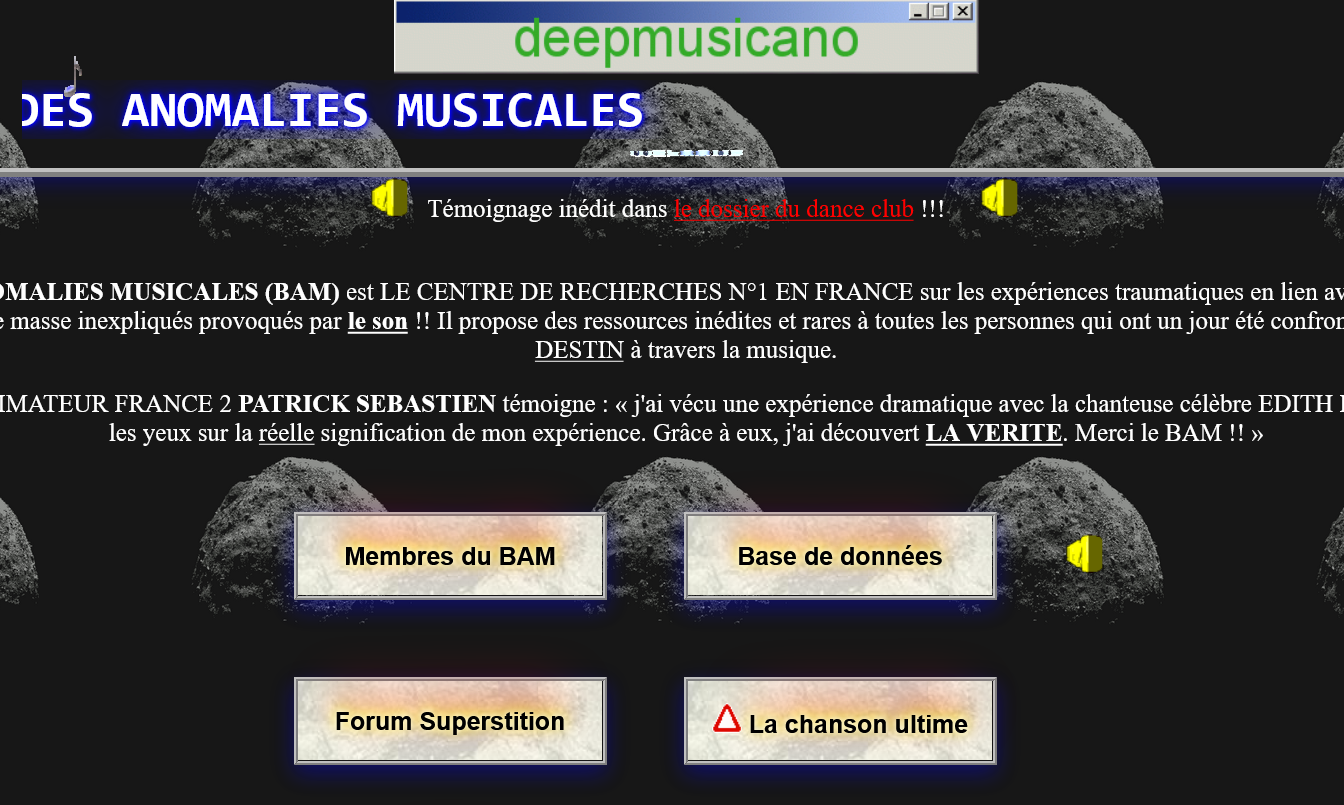 deepmusicano
DES ANOMALIES MUSICALES
Témoignage inédit dans le dossier du dance club !!!
OMALIES MUSICALES (BAM) est LE CENTRE DE RECHERCHES N°1 EN FRANCE sur les expériences traumatiques en lien av
e masse inexpliqués provoqués par le son !! Il propose des ressources inédites et rares à toutes les personnes qui ont un jour été confron
DESTIN à travers la musique.
IMATEUR FRANCE 2 PATRICK SEBASTIEN témoigne : « j'ai vécu une expérience dramatique avec la chanteuse célèbre EDITH
les yeux sur la réelle signification de mon expérience. Grâce à eux, j'ai découvert LA VERITE. Merci le BAM !! »
Membres du BAM
Base de données
Forum Superstition
La chanson ultime